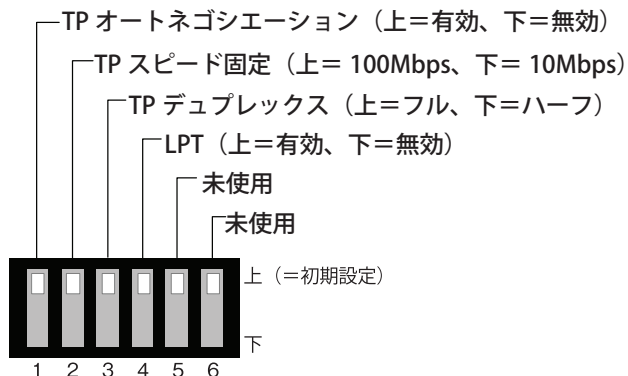 TP オートネゴシエーション（上＝有効、下＝無効）
TP スピード固定（上＝ 100Mbps、下＝ 10Mbps）
TP デュプレックス（上＝フル、下＝ハーフ）
LPT（上＝有効、下＝無効）
未使用
未使用
上（＝初期設定）
下
1 2 3 4 5 6